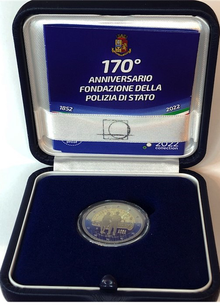 170°
ANNIVERSARIO
FONDAZIONE DELLA
POLIZIA DI STATO
1852 2022
2022